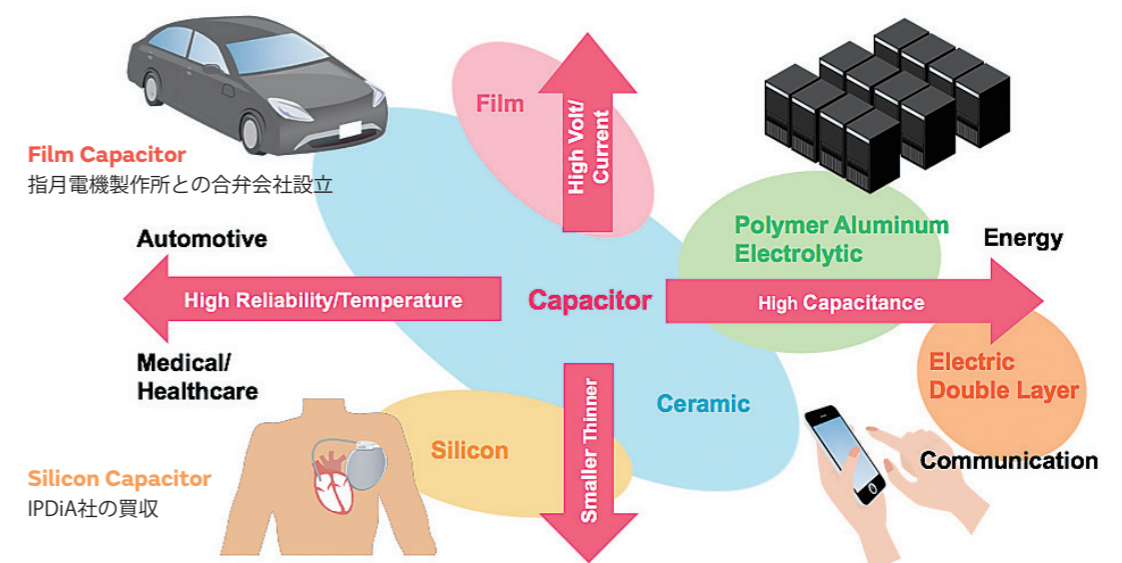 Film
High Volt/
Current
Film Capacitor
指月電機製作所との合弁会社設立
Automotive
Polymer Aluminum
Electrolytic
Energy
High Reliability/Temperature
Capacitor
High Capacitance
Medical/
Healthcare
Electric
Double Layer
Smaller Thinner
Ceramic
Silicon
Communication
Silicon Capacitor
IPDiA社の買収